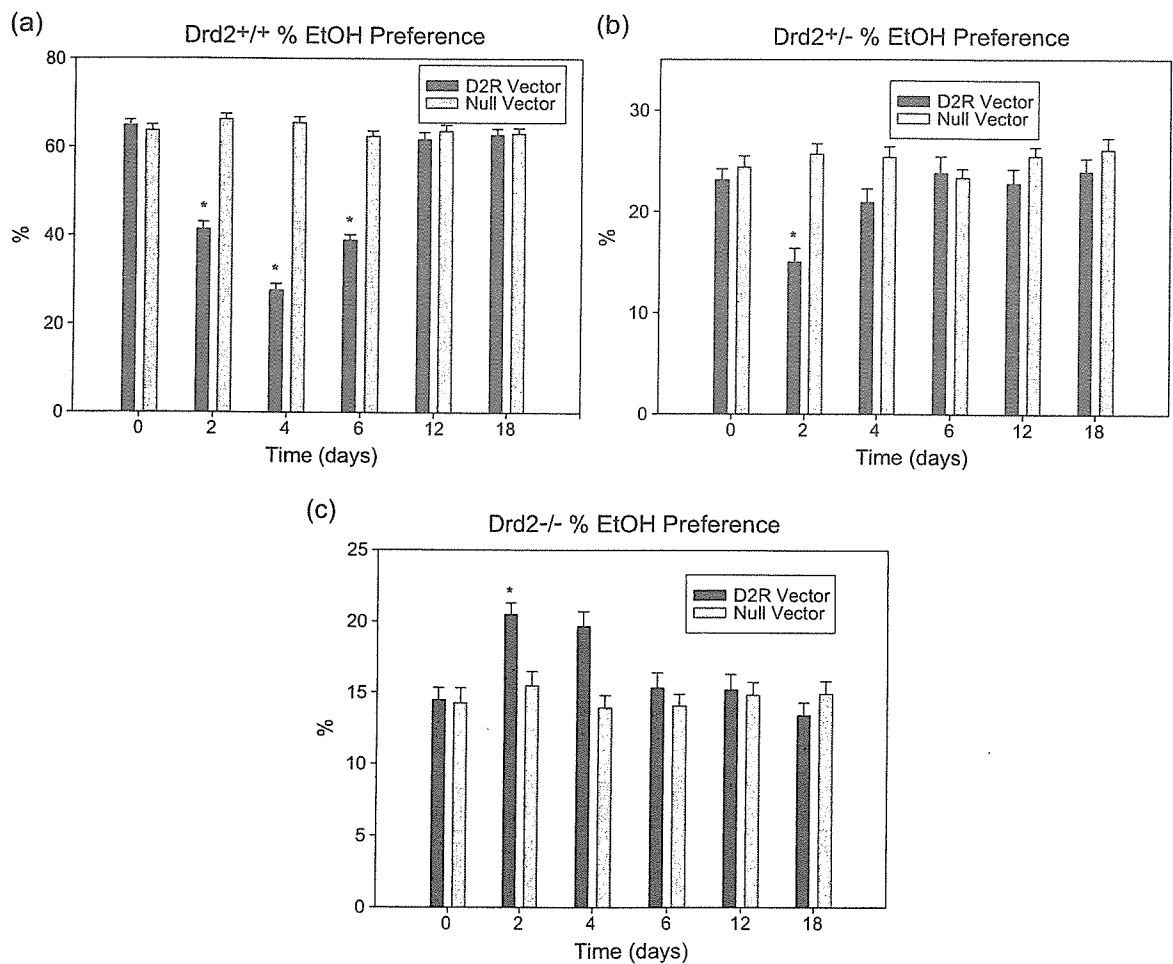 (a)
Drd2+/+ % EtOH Preference
80
60
40
20
0
%
D2R Vector
Null Vector
*
*
*
0 2 4 6 12 18
Time (days)
(b)
Drd2+/- % EtOH Preference
30
20
10
0
%
D2R Vector
Null Vector
*
0 2 4 6 12 18
Time (days)
(c)
Drd2-/- % EtOH Preference
25
20
15
10
5
0
%
D2R Vector
Null Vector
*
0 2 4 6 12 18
Time (days)